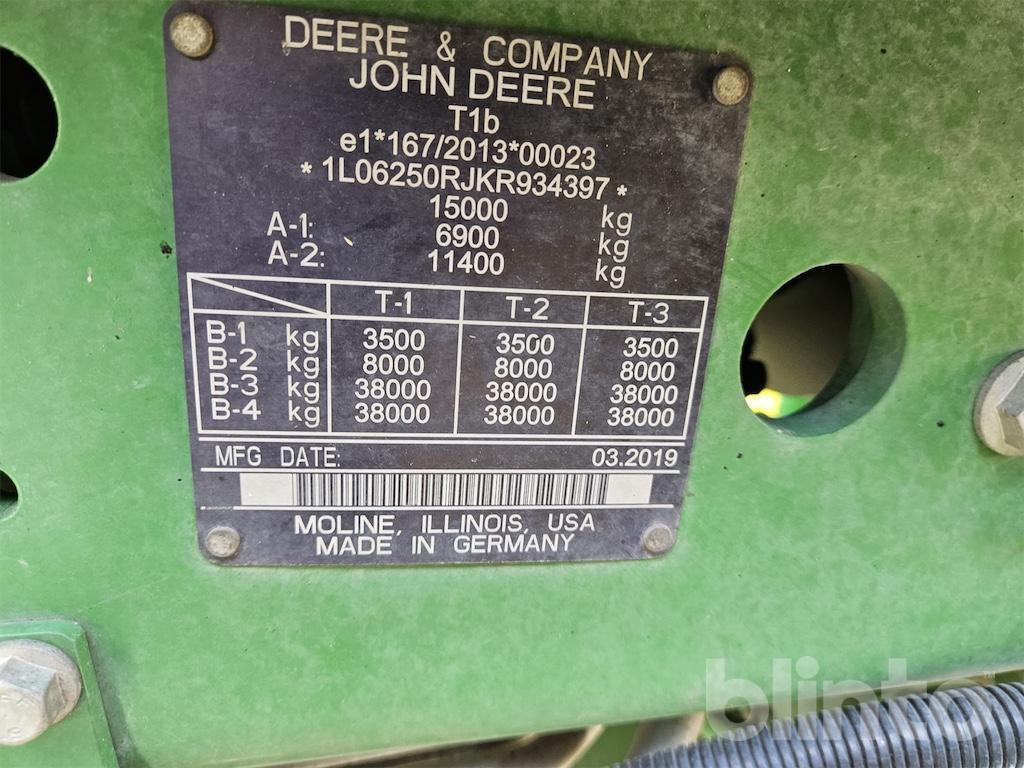 DEERE & COMPANY
JOHN DEERE
T1b
e1*167/2013*00023
*1L06250RJKR934397*
15000 kg
A-1: 6900 kg
A-2: 11400 kg
T-1 T-2 T-3
B-1 kg 3500 3500 3500
B-2 kg 8000 8000 8000
B-3 kg 38000 38000 38000
B-4 kg 38000 38000 38000
MFG DATE: 03.2019
MOLINE, ILLINOIS, USA
MADE IN GERMANY
blinto